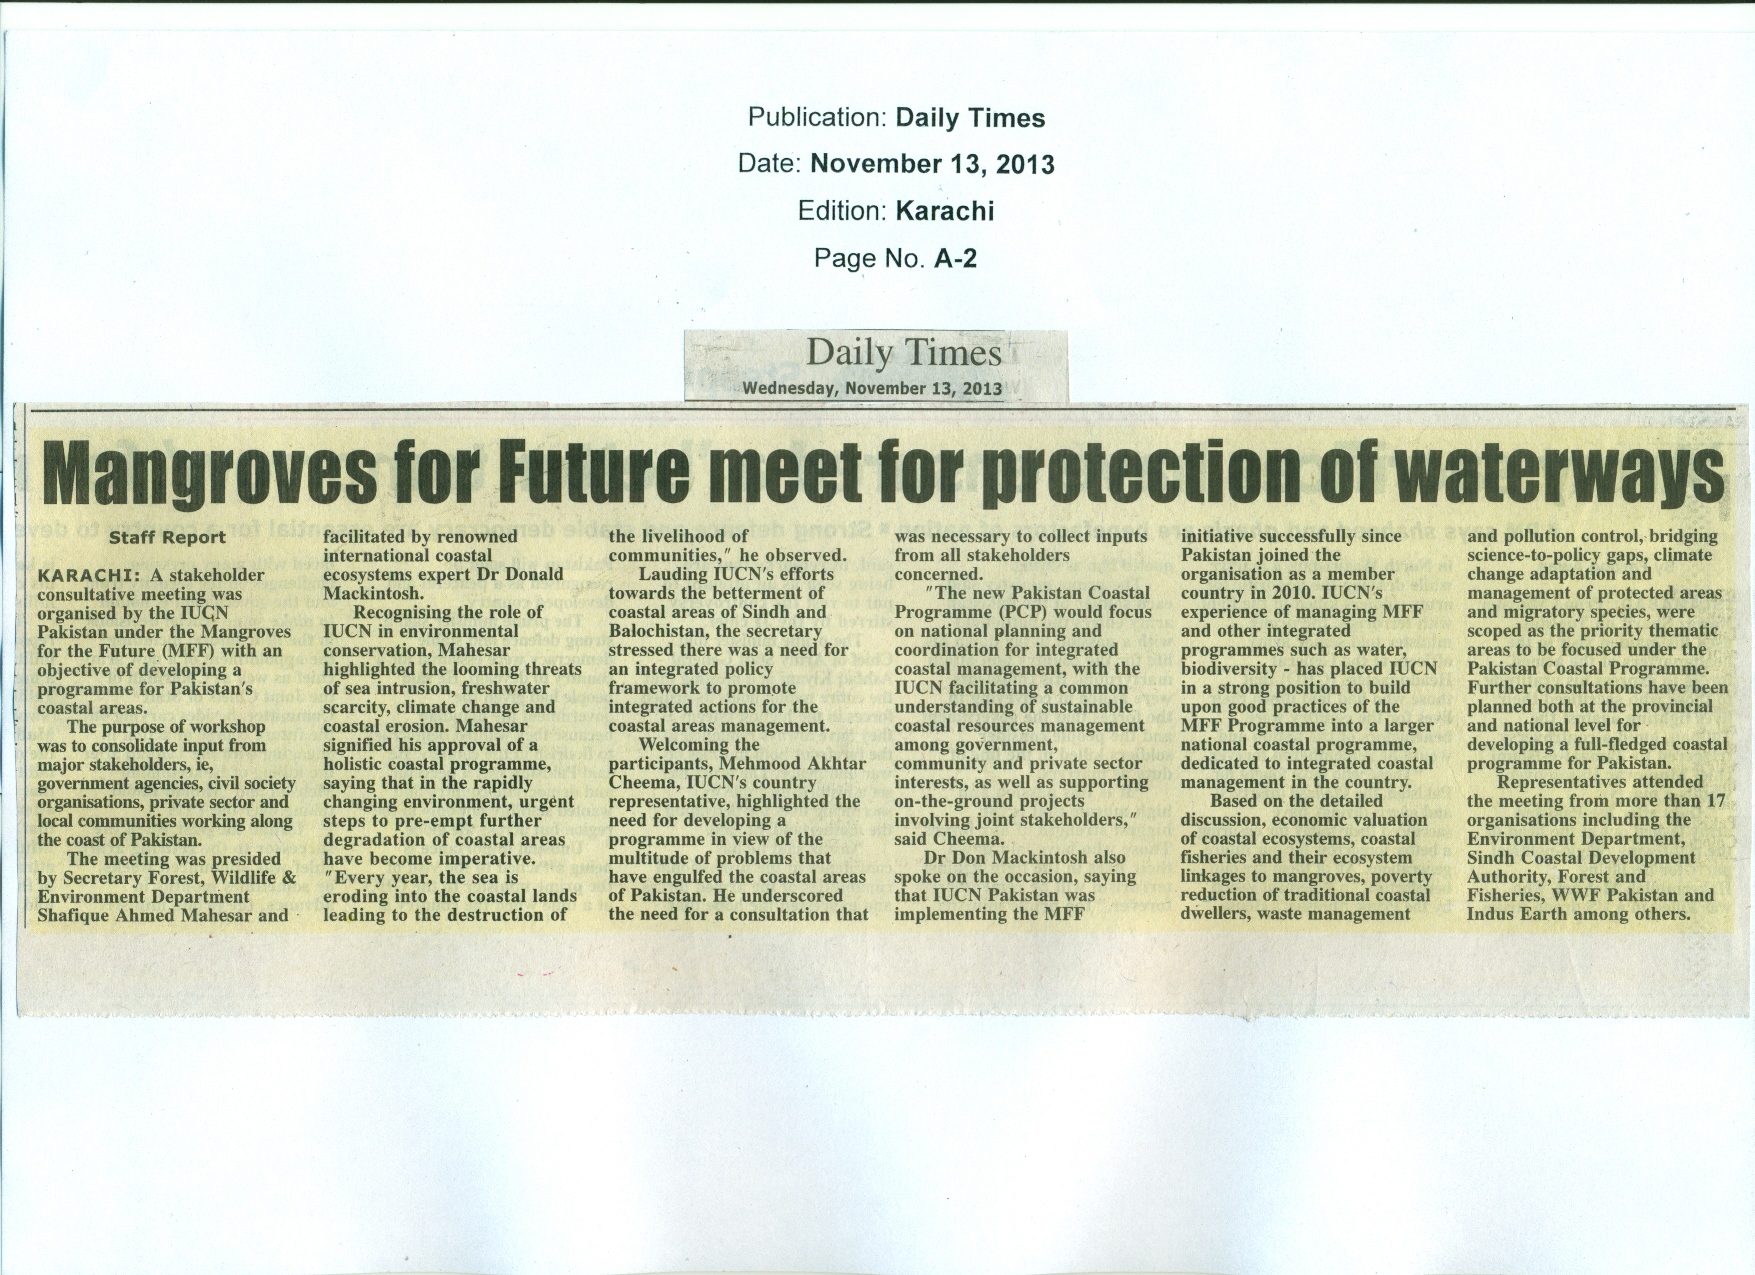 Publication: Daily Times
Date: November 13, 2013
Edition: Karachi
Page No. A-2
Daily Times
Wednesday, November 13, 2013
Mangroves for Future meet for protection of waterways
Staff Report
KARACHI: A stakeholder
consultative meeting was
organised by the IUCN
Pakistan under the Mangroves
for the Future (MFF) with an
objective of developing a
programme for Pakistan's
coastal areas.
The purpose of workshop
was to consolidate input from
major stakeholders, ie,
government agencies, civil society
organisations, private sector and
local communities working along
the coast of Pakistan.
The meeting was presided
by Secretary Forest, Wildlife &
Environment Department
Shafique Ahmed Mahesar and
facilitated by renowned
international coastal
ecosystems expert Dr Donald
Mackintosh.
Recognising the role of
IUCN in environmental
conservation, Mahesar
highlighted the looming threats
of sea intrusion, freshwater
scarcity, climate change and
coastal erosion. Mahesar
signified his approval of a
holistic coastal programme,
saying that in the rapidly
changing environment, urgent
steps to pre-empt further
degradation of coastal areas
have become imperative.
"Every year, the sea is
eroding into the coastal lands
leading to the destruction of
the livelihood of
communities," he observed.
Lauding IUCN's efforts
towards the betterment of
coastal areas of Sindh and
Balochistan, the secretary
stressed there was a need for
an integrated policy
framework to promote
integrated actions for the
coastal areas management.
Welcoming the
participants, Mehmood Akhtar
Cheema, IUCN's country
representative, highlighted the
need for developing a
programme in view of the
multitude of problems that
have engulfed the coastal areas
of Pakistan. He underscored
the need for a consultation that
was necessary to collect inputs
from all stakeholders
concerned.
"The new Pakistan Coastal
Programme (PCP) would focus
on national planning and
coordination for integrated
coastal management, with the
IUCN facilitating a common
understanding of sustainable
coastal resources management
among government,
community and private sector
interests, as well as supporting
on-the-ground projects
involving joint stakeholders,"
said Cheema.
Dr Don Mackintosh also
spoke on the occasion, saying
that IUCN Pakistan was
implementing the MFF
initiative successfully since
Pakistan joined the
organisation as a member
country in 2010. IUCN's
experience of managing MFF
and other integrated
programmes such as water,
biodiversity - has placed IUCN
in a strong position to build
upon good practices of the
MFF Programme into a larger
national coastal programme,
dedicated to integrated coastal
management in the country.
Based on the detailed
discussion, economic valuation
of coastal ecosystems, coastal
fisheries and their ecosystem
linkages to mangroves, poverty
reduction of traditional coastal
dwellers, waste management
and pollution control, bridging
science-to-policy gaps, climate
change adaptation and
management of protected areas
and migratory species, were
scoped as the priority thematic
areas to be focused under the
Pakistan Coastal Programme.
Further consultations have been
planned both at the provincial
and national level for
developing a full-fledged coastal
programme for Pakistan.
Representatives attended
the meeting from more than 17
organisations including the
Environment Department,
Sindh Coastal Development
Authority, Forest and
Fisheries, WWF Pakistan and
Indus Earth among others.